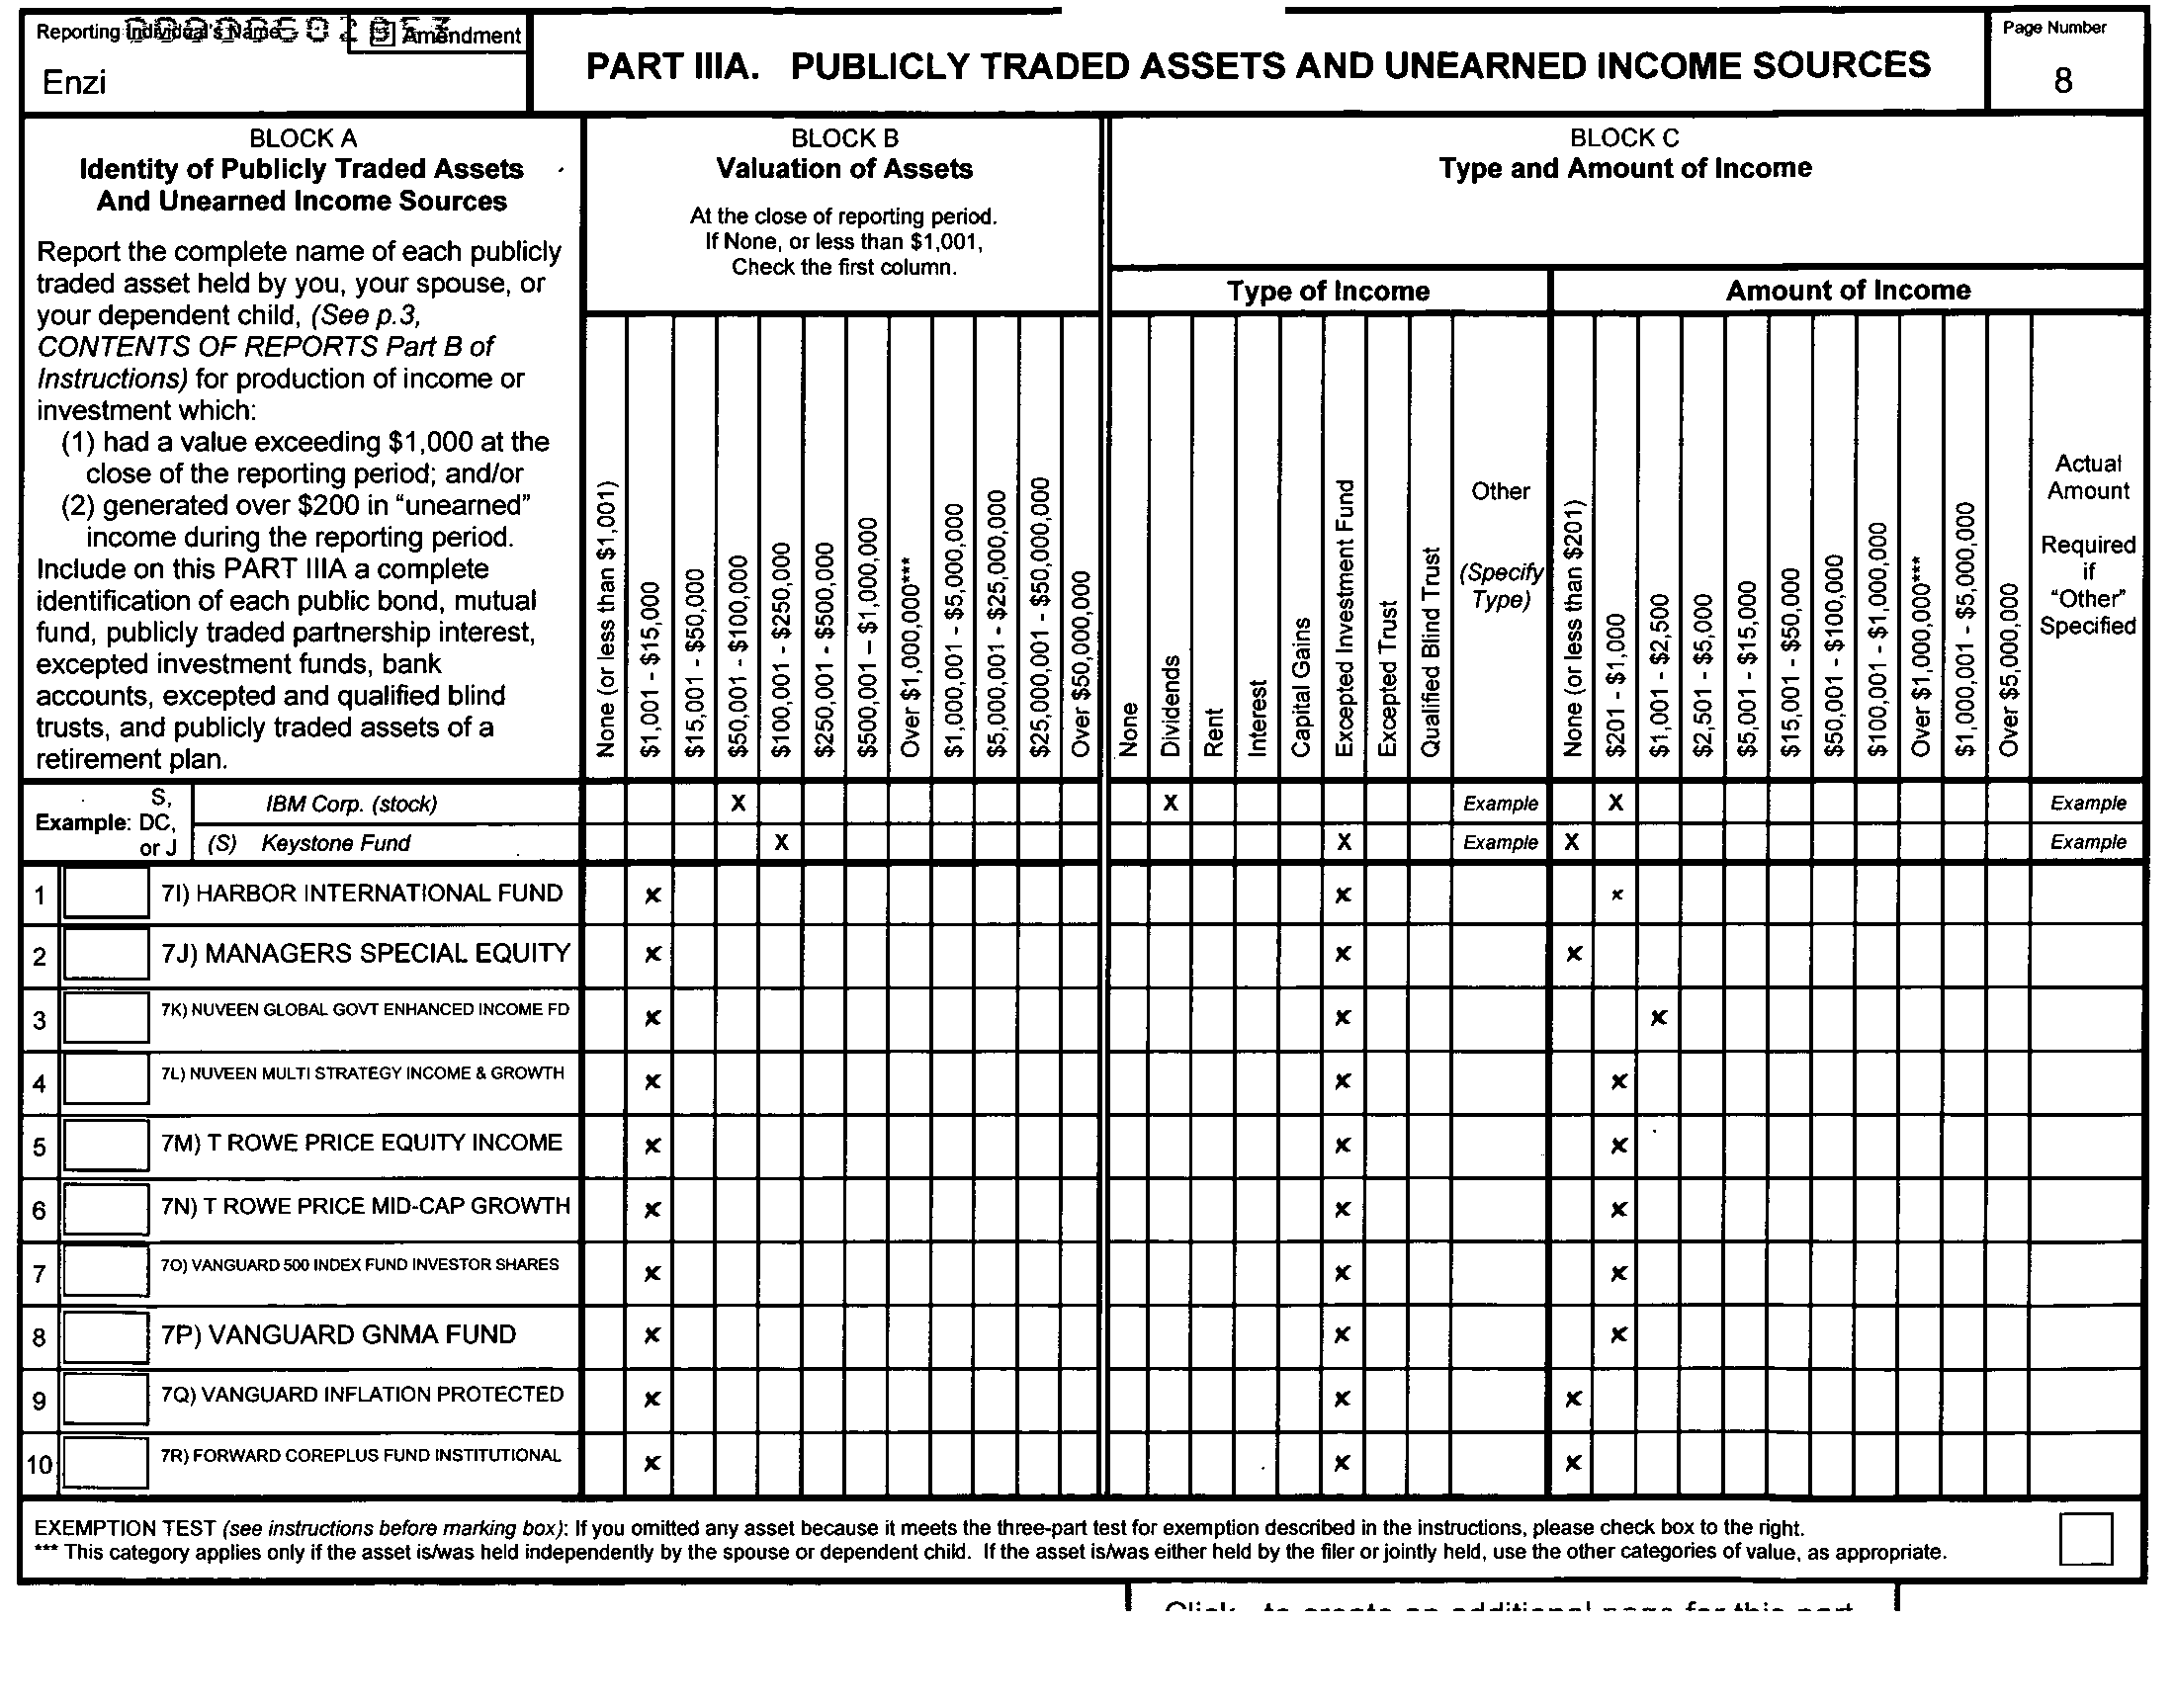 Reporting Individual's Name
Amendment
Enzi
PART IIIA. PUBLICLY TRADED ASSETS AND UNEARNED INCOME SOURCES
Page Number
8
BLOCK A
Identity of Publicly Traded Assets
And Unearned Income Sources
Report the complete name of each publicly
traded asset held by you, your spouse, or
your dependent child, (See p.3,
CONTENTS OF REPORTS Part B of
Instructions) for production of income or
investment which:
(1) had a value exceeding $1,000 at the
close of the reporting period; and/or
(2) generated over $200 in “unearned”
income during the reporting period.
Include on this PART IIIA a complete
identification of each public bond, mutual
fund, publicly traded partnership interest,
excepted investment funds, bank
accounts, excepted and qualified blind
trusts, and publicly traded assets of a
retirement plan.
BLOCK B
Valuation of Assets
At the close of reporting period.
If None, or less than $1,001,
Check the first column.
None (or less than $1,001)
$1,001 - $15,000
$15,001 - $50,000
$50,001 - $100,000
$100,001 - $250,000
$250,001 - $500,000
$500,001 – $1,000,000
Over $1,000,000***
$1,000,001 - $5,000,000
$5,000,001 - $25,000,000
$25,000,001 - $50,000,000
Over $50,000,000
BLOCK C
Type and Amount of Income
Type of Income
None
Dividends
Rent
Interest
Capital Gains
Excepted Investment Fund
Excepted Trust
Qualified Blind Trust
Other
(Specify
Type)
Amount of Income
None (or less than $201)
$201 - $1,000
$1,001 - $2,500
$2,501 - $5,000
$5,001 - $15,000
$15,001 - $50,000
$50,001 - $100,000
$100,001 - $1,000,000
Over $1,000,000***
$1,000,001 - $5,000,000
Over $5,000,000
Actual
Amount
Required
if
“Other”
Specified
Example: S,
DC,
or J
IBM Corp. (stock) X X Example X Example
(S) Keystone Fund X X Example X Example
1 7I) HARBOR INTERNATIONAL FUND x x x
2 7J) MANAGERS SPECIAL EQUITY x x x
3 7K) NUVEEN GLOBAL GOVT ENHANCED INCOME FD x x x
4 7L) NUVEEN MULTI STRATEGY INCOME & GROWTH x x x
5 7M) T ROWE PRICE EQUITY INCOME x x x
6 7N) T ROWE PRICE MID-CAP GROWTH x x x
7 7O) VANGUARD 500 INDEX FUND INVESTOR SHARES x x x
8 7P) VANGUARD GNMA FUND x x x
9 7Q) VANGUARD INFLATION PROTECTED x x x
10 7R) FORWARD COREPLUS FUND INSTITUTIONAL x x x
EXEMPTION TEST (see instructions before marking box): If you omitted any asset because it meets the three-part test for exemption described in the instructions, please check box to the right.
*** This category applies only if the asset is/was held independently by the spouse or dependent child. If the asset is/was either held by the filer or jointly held, use the other categories of value, as appropriate.